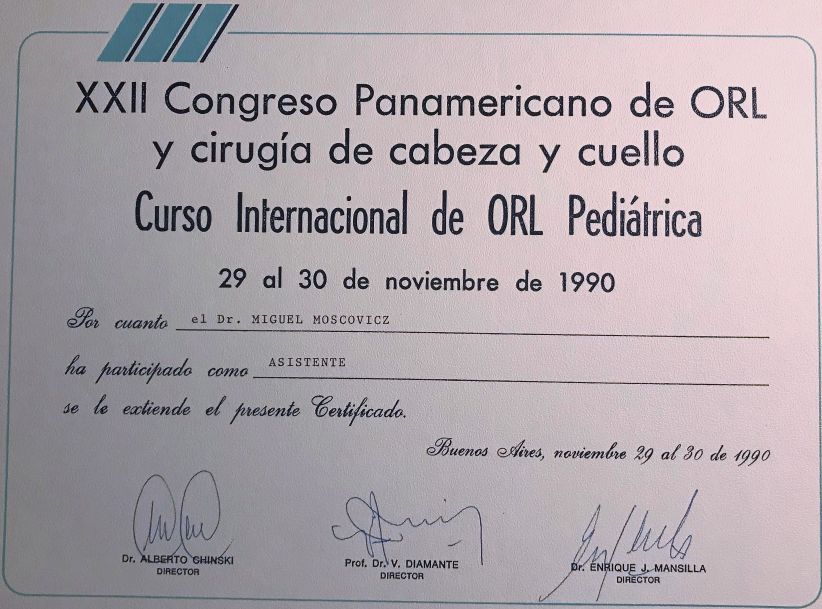 XXII Congreso Panamericano de ORL
y cirugía de cabeza y cuello
Curso Internacional de ORL Pediátrica
29 al 30 de noviembre de 1990
Por cuanto el Dr. MIGUEL MOSCOVICZ
ha participado como ASISTENTE
se le extiende el presente Certificado.
Buenos Aires, noviembre 29 al 30 de 1990
Dr. ALBERTO CHINSKI
DIRECTOR
Prof. Dr. V. DIAMANTE
DIRECTOR
Dr. ENRIQUE J. MANSILLA
DIRECTOR